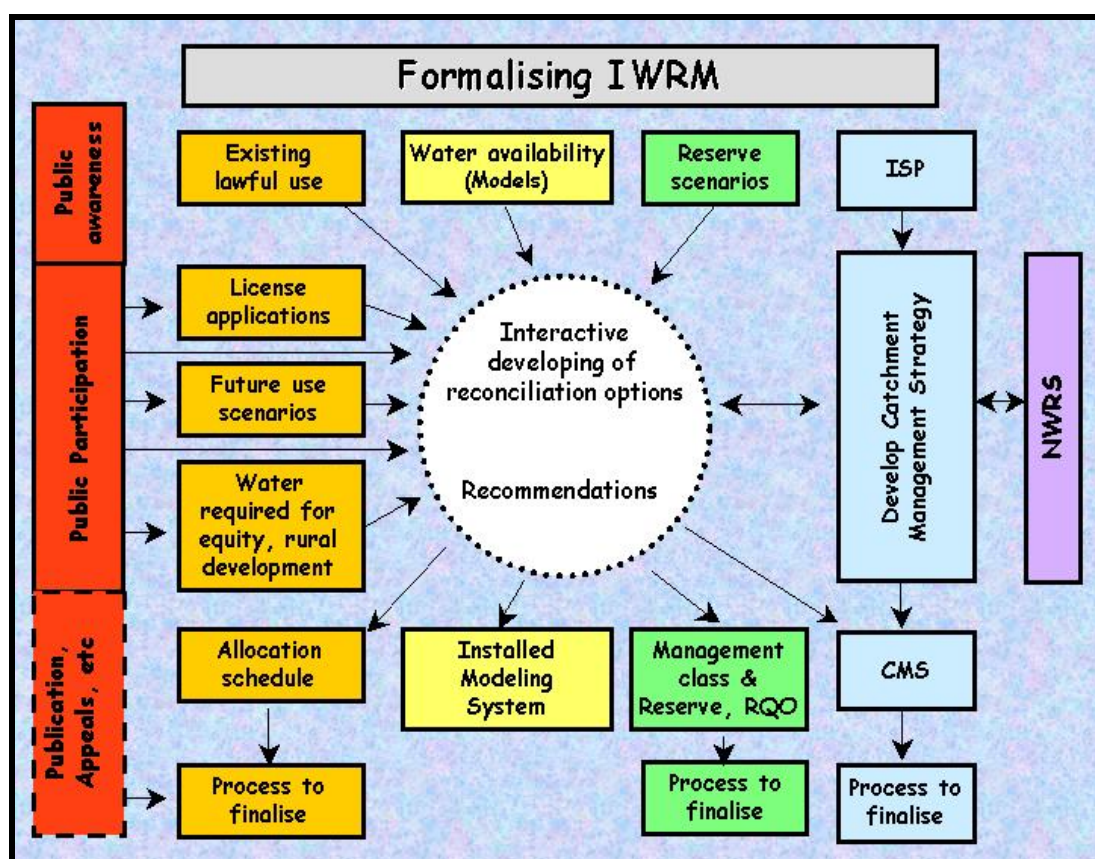 Formalising IWRM
Public
awareness
Existing
lawful use
Water availability
(Models)
Reserve
scenarios
ISP
Public Participation
License
applications
Future use
scenarios
Water
required for
equity, rural
development
Interactive
developing of
reconciliation options
Recommendations
Develop Catchment
Management Strategy
NWRS
Publication,
Appeals, etc
Allocation
schedule
Installed
Modeling
System
Management
class &
Reserve, RQO
CMS
Process to
finalise
Process to
finalise
Process to
finalise